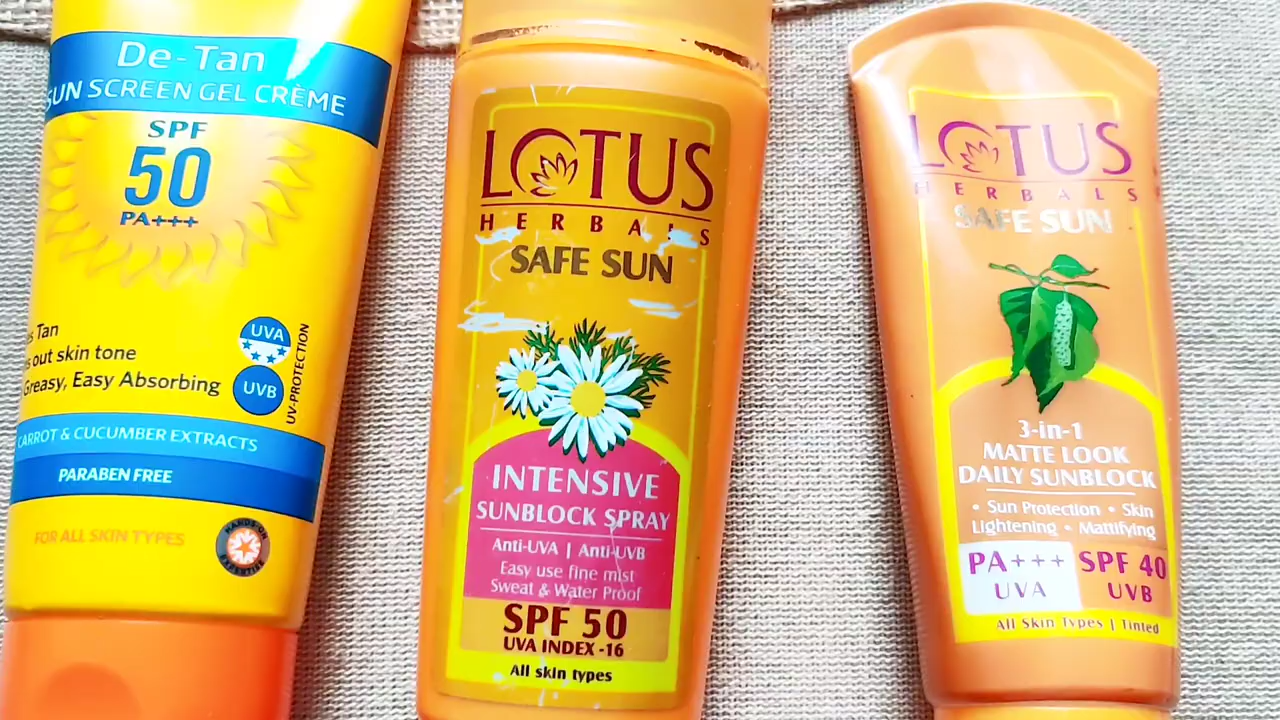 De-Tan
SUN SCREEN GEL CRÈME
SPF
50
PA+++
Tan
out skin tone
Greasy, Easy Absorbing
UVA
UVB
UV-PROTECTION
CARROT & CUCUMBER EXTRACTS
PARABEN FREE
FOR ALL SKIN TYPES
LOTUS
HERBALS
SAFE SUN
INTENSIVE
SUNBLOCK SPRAY
Anti-UVA | Anti-UVB
Easy use fine mist
Sweat & Water Proof
SPF 50
UVA INDEX -16
All skin types
LOTUS
HERBALS
SAFE SUN
3-in-1
MATTE LOOK
DAILY SUNBLOCK
• Sun Protection • Skin
Lightening • Mattifying
PA+++ SPF 40
UVA UVB
All Skin Types | Tinted